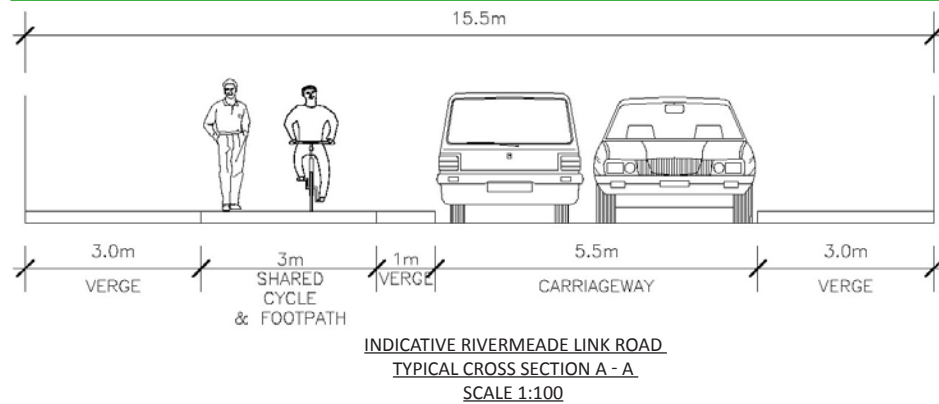 15.5m
3.0m
VERGE
3m
SHARED
CYCLE
& FOOTPATH
1m
VERGE
5.5m
CARRIAGEWAY
3.0m
VERGE
INDICATIVE RIVERMEADE LINK ROAD
TYPICAL CROSS SECTION A - A
SCALE 1:100